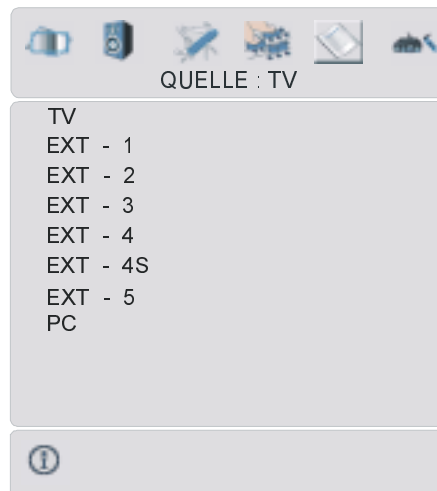 QUELLE : TV
TV
EXT - 1
EXT - 2
EXT - 3
EXT - 4
EXT - 4S
EXT - 5
PC